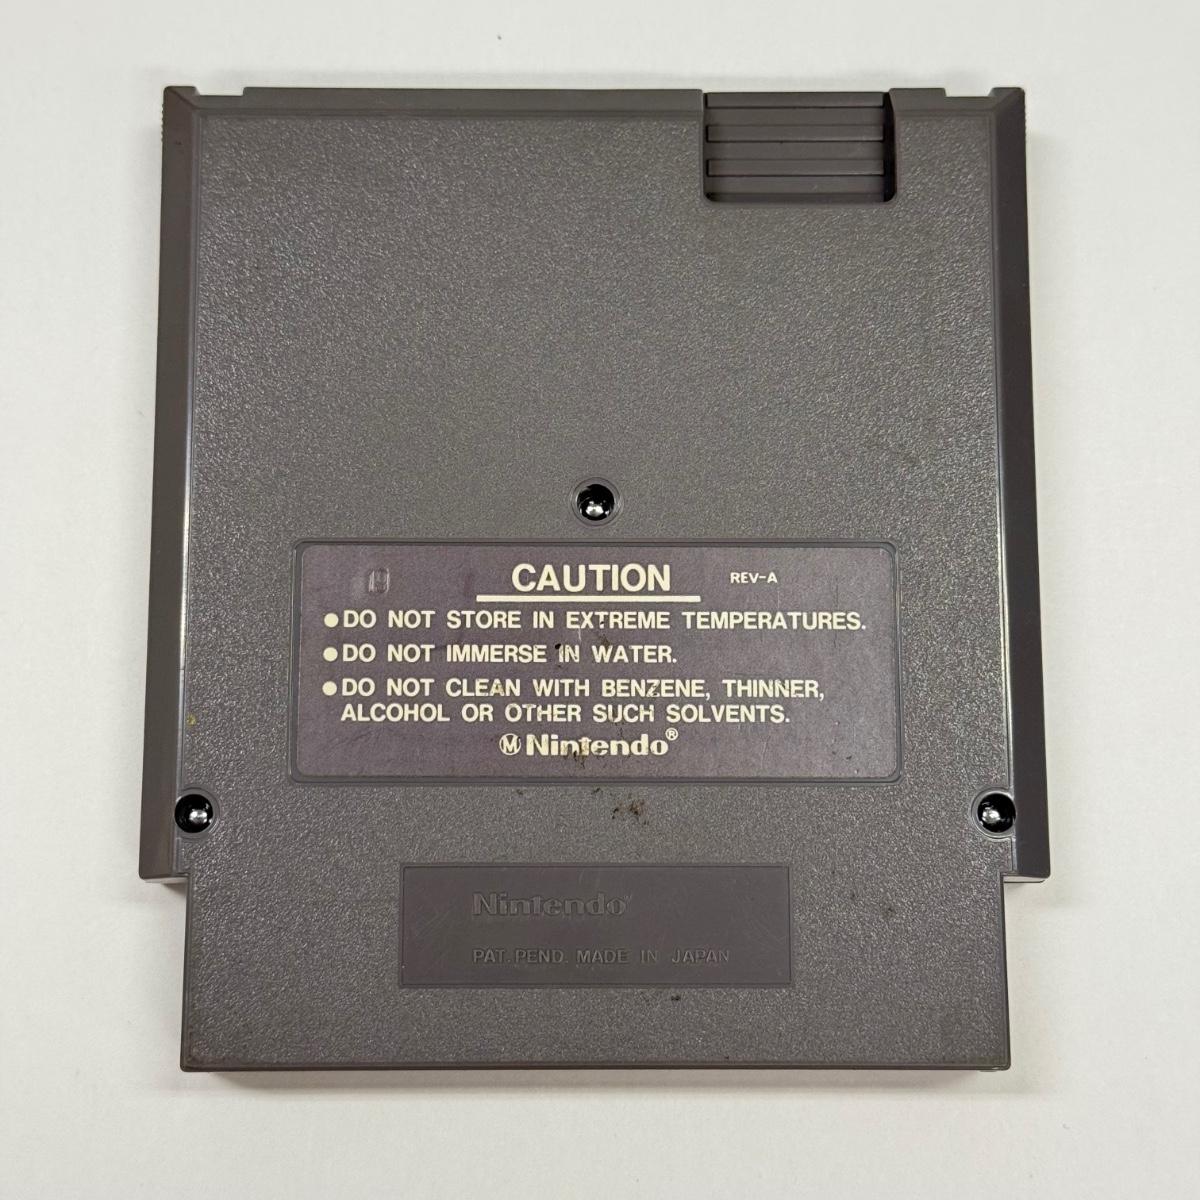 19
CAUTION REV-A
●DO NOT STORE IN EXTREME TEMPERATURES.
●DO NOT IMMERSE IN WATER.
●DO NOT CLEAN WITH BENZENE, THINNER,
ALCOHOL OR OTHER SUCH SOLVENTS.
Ⓜ Nintendo®
Nintendo
PAT. PEND. MADE IN JAPAN